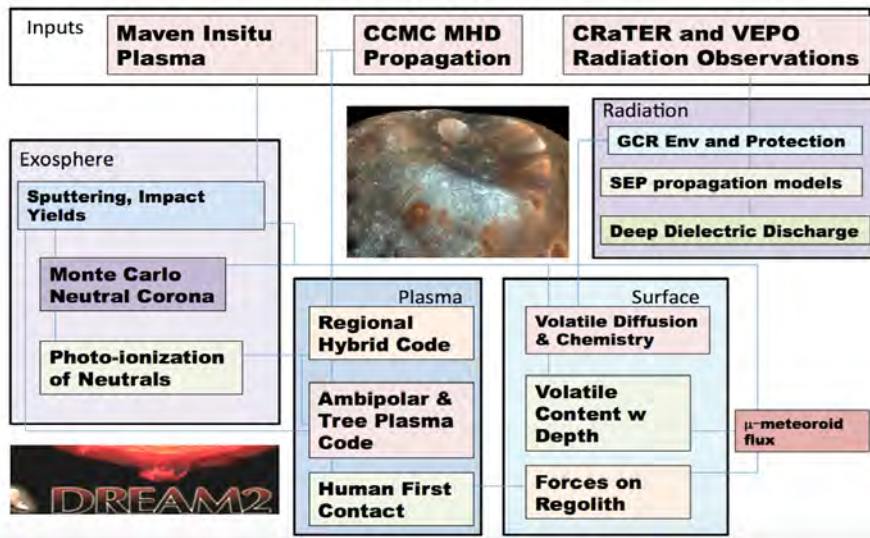 Inputs
Maven Insitu
Plasma
CCMC MHD
Propagation
CRaTER and VEPO
Radiation Observations
Exosphere
Sputtering, Impact
Yields
Monte Carlo
Neutral Corona
Photo-ionization
of Neutrals
Radiation
GCR Env and Protection
SEP propagation models
Deep Dielectric Discharge
Plasma
Regional
Hybrid Code
Ambipolar &
Tree Plasma
Code
Human First
Contact
Surface
Volatile Diffusion
& Chemistry
Volatile
Content w
Depth
Forces on
Regolith
μ-meteoroid
flux
DREAM2